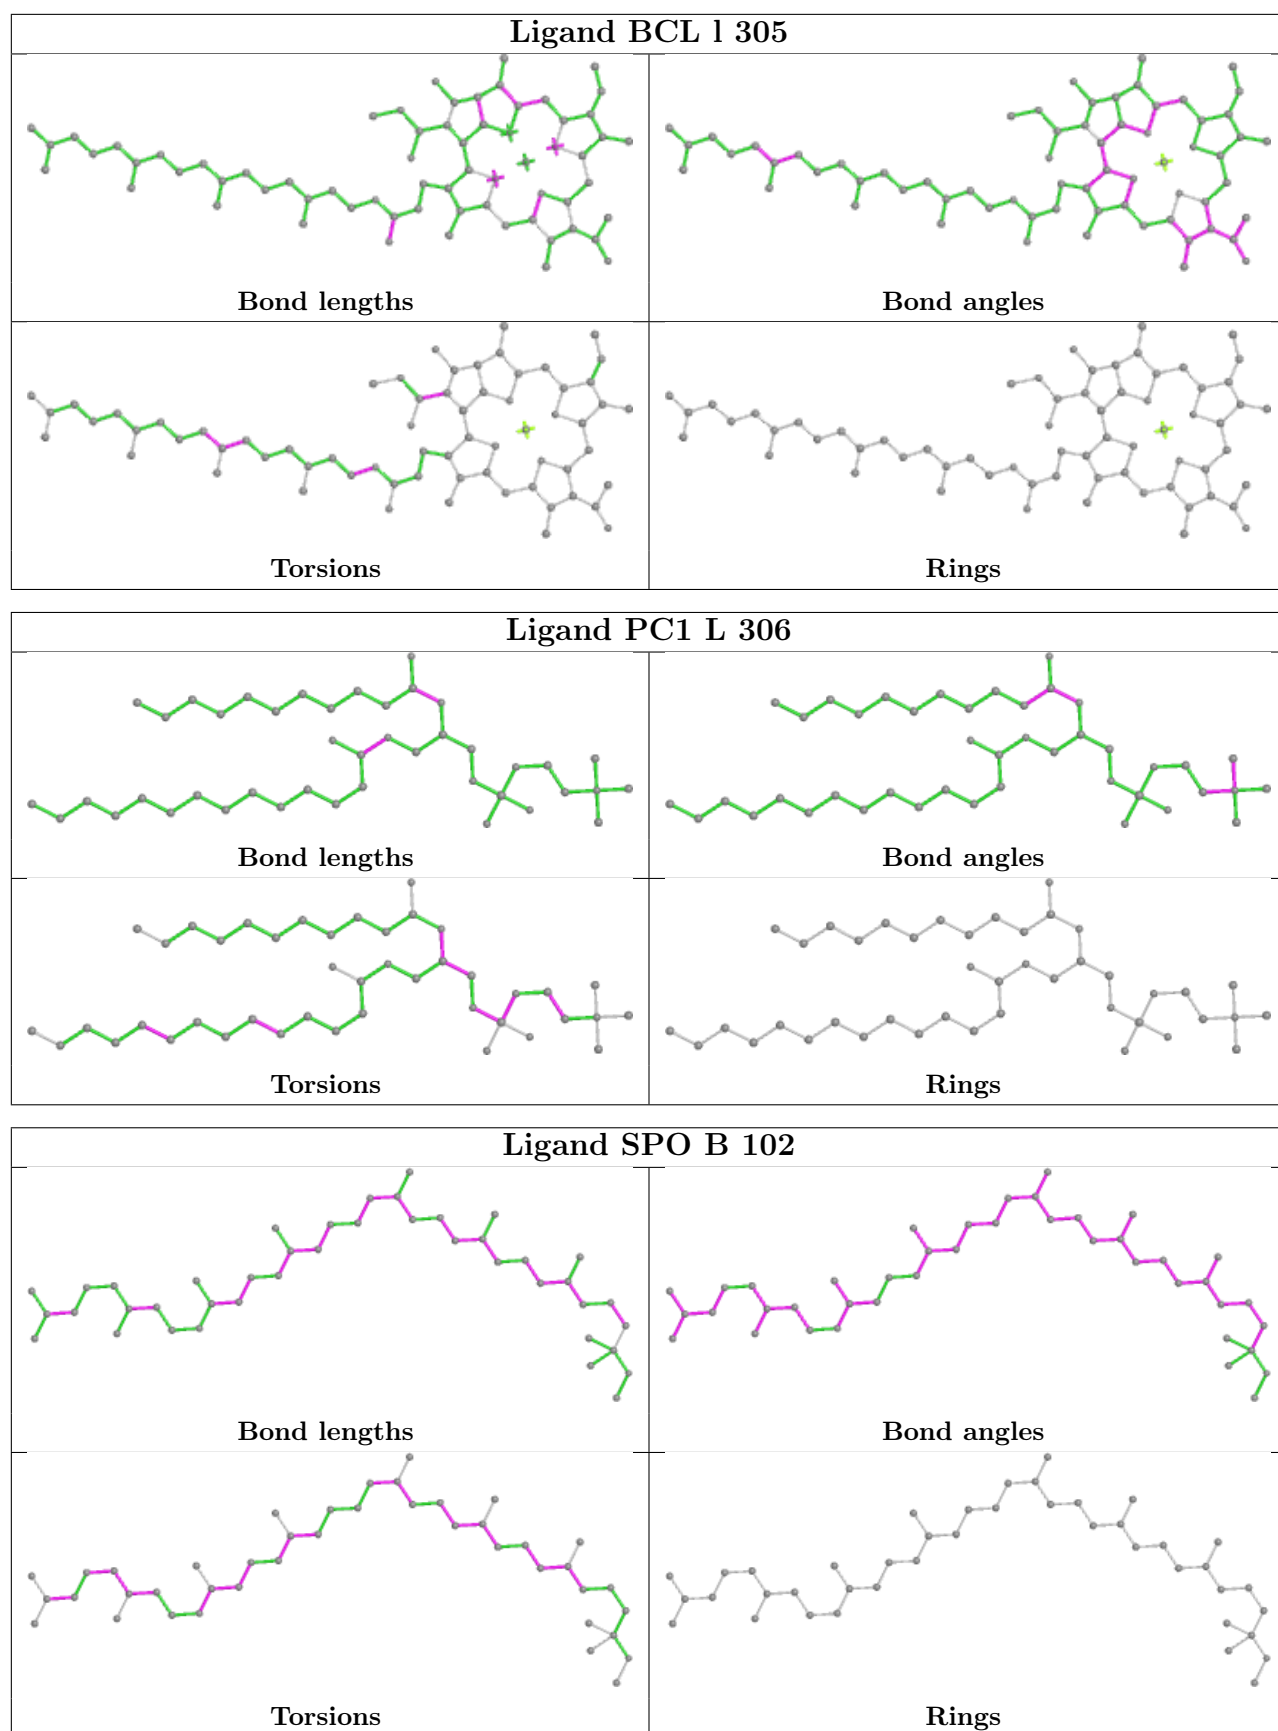 Ligand BCL l 305
Bond lengths
Bond angles
Torsions
Rings
Ligand PC1 L 306
Bond lengths
Bond angles
Torsions
Rings
Ligand SPO B 102
Bond lengths
Bond angles
Torsions
Rings